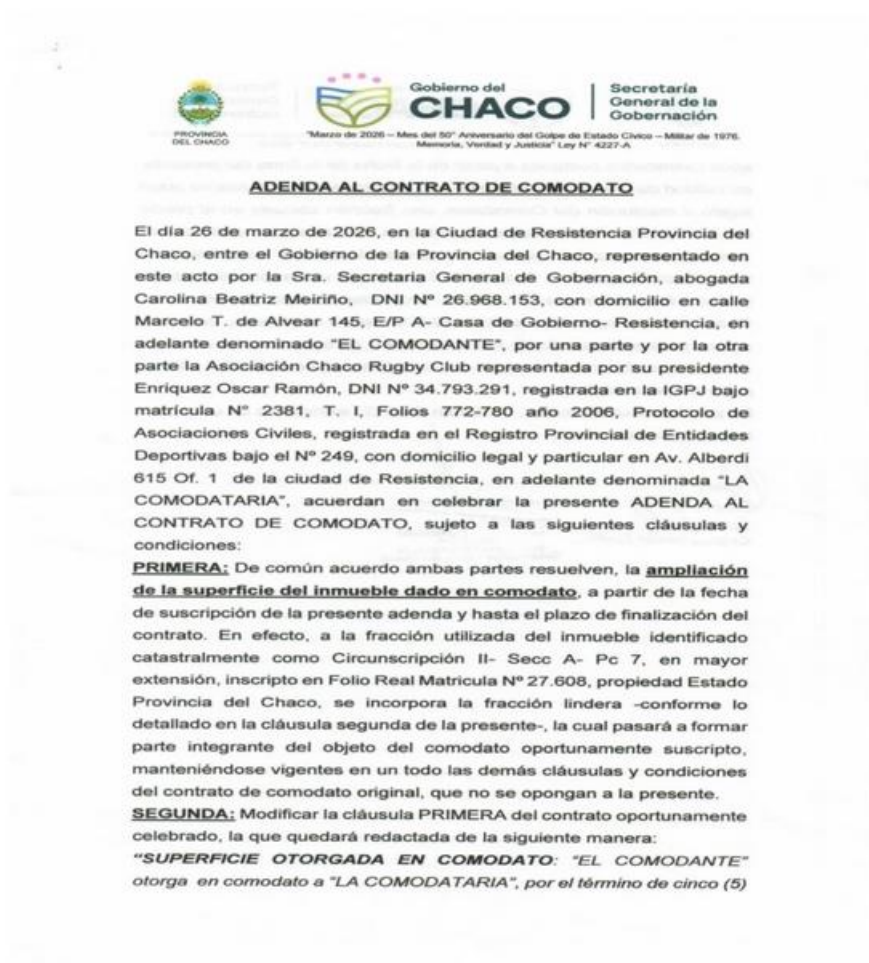 PROVINCIA
DEL CHACO
Gobierno del
CHACO
Secretaría
General de la
Gobernación
"Marzo de 2026 – Mes del 50° Aniversario del Golpe de Estado Cívico – Militar de 1976.
Memoria, Verdad y Justicia" Ley N° 4227-A
ADENDA AL CONTRATO DE COMODATO
El día 26 de marzo de 2026, en la Ciudad de Resistencia Provincia del
Chaco, entre el Gobierno de la Provincia del Chaco, representado en
este acto por la Sra. Secretaria General de Gobernación, abogada
Carolina Beatriz Meiriño, DNI Nº 26.968.153, con domicilio en calle
Marcelo T. de Alvear 145, E/P A- Casa de Gobierno- Resistencia, en
adelante denominado "EL COMODANTE", por una parte y por la otra
parte la Asociación Chaco Rugby Club representada por su presidente
Enriquez Oscar Ramón, DNI Nº 34.793.291, registrada en la IGPJ bajo
matrícula N° 2381, T. I, Folios 772-780 año 2006, Protocolo de
Asociaciones Civiles, registrada en el Registro Provincial de Entidades
Deportivas bajo el Nº 249, con domicilio legal y particular en Av. Alberdi
615 Of. 1 de la ciudad de Resistencia, en adelante denominada "LA
COMODATARIA", acuerdan en celebrar la presente ADENDA AL
CONTRATO DE COMODATO, sujeto a las siguientes cláusulas y
condiciones:
PRIMERA: De común acuerdo ambas partes resuelven, la ampliación
de la superficie del inmueble dado en comodato, a partir de la fecha
de suscripción de la presente adenda y hasta el plazo de finalización del
contrato. En efecto, a la fracción utilizada del inmueble identificado
catastralmente como Circunscripción II- Secc A- Pc 7, en mayor
extensión, inscripto en Folio Real Matricula Nº 27.608, propiedad Estado
Provincia del Chaco, se incorpora la fracción lindera -conforme lo
detallado en la cláusula segunda de la presente-, la cual pasará a formar
parte integrante del objeto del comodato oportunamente suscripto,
manteniéndose vigentes en un todo las demás cláusulas y condiciones
del contrato de comodato original, que no se opongan a la presente.
SEGUNDA: Modificar la cláusula PRIMERA del contrato oportunamente
celebrado, la que quedará redactada de la siguiente manera:
"SUPERFICIE OTORGADA EN COMODATO: "EL COMODANTE"
otorga en comodato a "LA COMODATARIA", por el término de cinco (5)